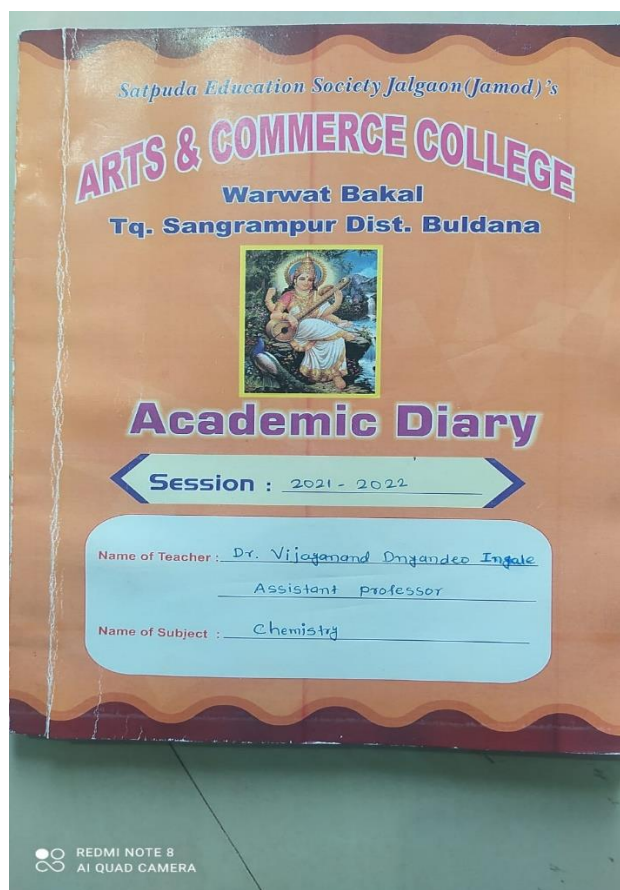 Satpuda Education Society Jalgaon(Jamod)'s
ARTS & COMMERCE COLLEGE
Warwat Bakal
Tq. Sangrampur Dist. Buldana
Academic Diary
Session : 2021 - 2022
Name of Teacher : Dr. Vijayanand Dnyandeo Ingale
Assistant professor
Name of Subject : Chemistry
REDMI NOTE 8
AI QUAD CAMERA